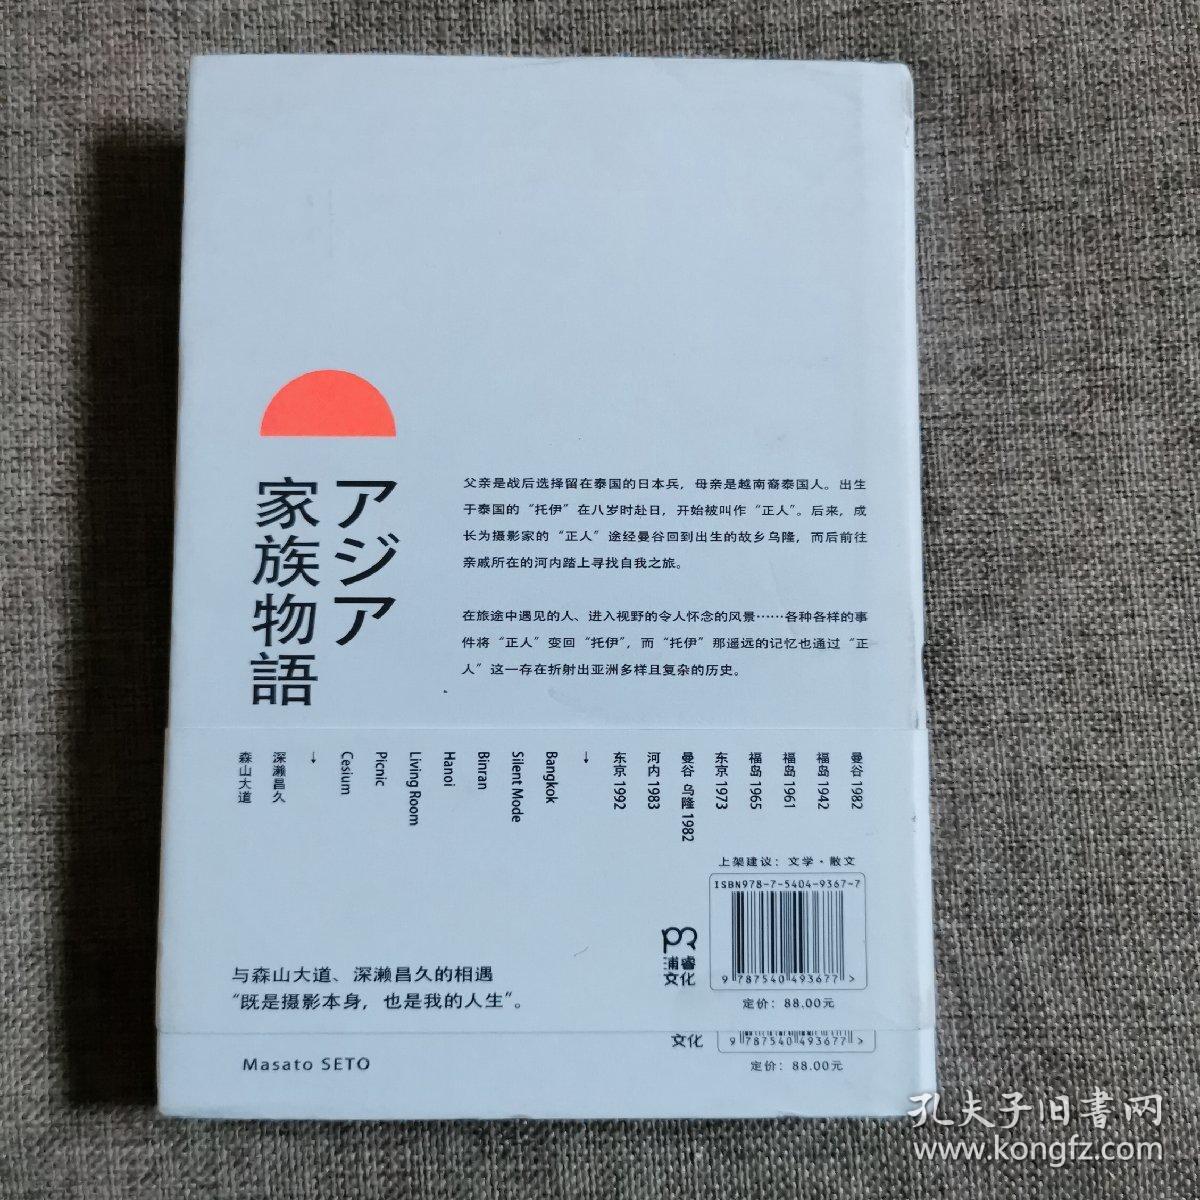 アジア
家族物語
父亲是战后选择留在泰国的日本兵，母亲是越南裔泰国人。出生
于泰国的“托伊”在八岁时赴日，开始被叫作“正人”。后来，成
长为摄影家的“正人”途经曼谷回到出生的故乡乌隆，而后前往
亲戚所在的河内踏上寻找自我之旅。
在旅途中遇见的人、进入视野的令人怀念的风景……各种各样的事
件将“正人”变回“托伊”，而“托伊”那遥远的记忆也通过“正
人”这一存在折射出亚洲多样且复杂的历史。
曼谷 1982
福岛 1942
福岛 1961
福岛 1965
东京 1973
曼谷 乌隆 1982
河内 1983
东京 1992
→
Bangkok
Silent Mode
Binran
Hanoi
Living Room
Picnic
Cesium
→
深濑昌久
森山大道
上架建议：文学·散文
ISBN978-7-5404-9367-7
浦睿
文化
9 787540 493677 >
定价：88.00元
与森山大道、深濑昌久的相遇
“既是摄影本身，也是我的人生”。
文化
9 787540 493677 >
定价：88.00元
Masato SETO
孔夫子旧書网
www.kongfz.com